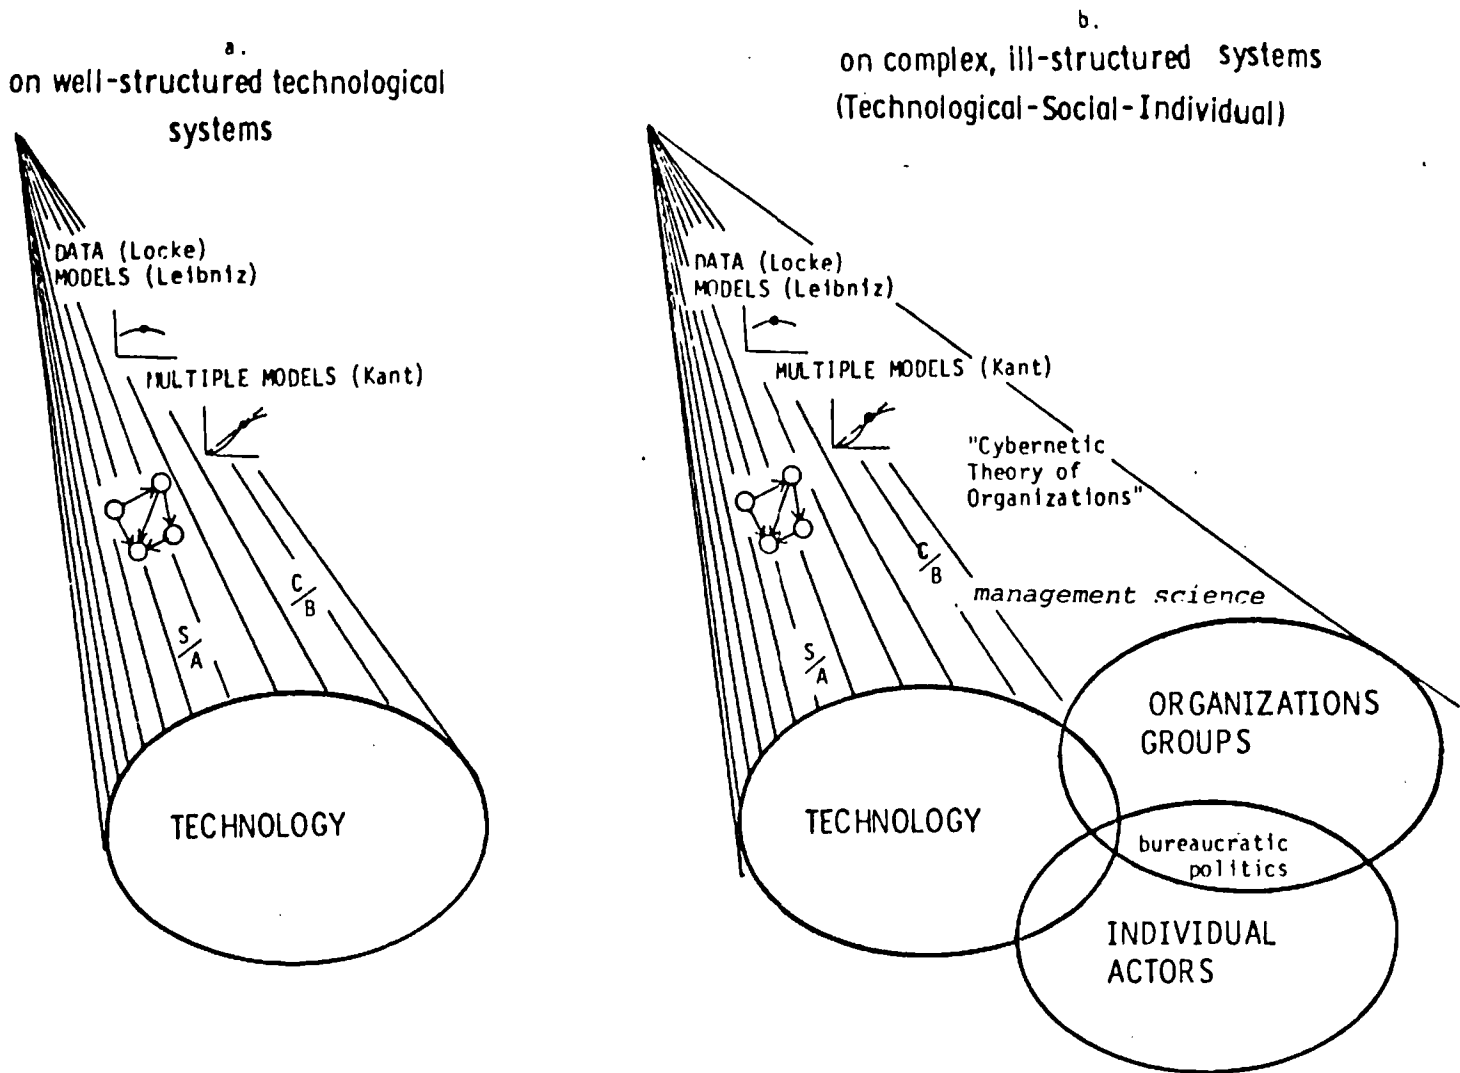 a.
on well-structured technological
systems
DATA (Locke)
MODELS (Leibniz)
MULTIPLE MODELS (Kant)
C/B
S/A
TECHNOLOGY
b.
on complex, ill-structured systems
(Technological-Social-Individual)
DATA (Locke)
MODELS (Leibniz)
MULTIPLE MODELS (Kant)
"Cybernetic
Theory of
Organizations"
C/B
management science
S/A
ORGANIZATIONS
GROUPS
TECHNOLOGY
bureaucratic
politics
INDIVIDUAL
ACTORS